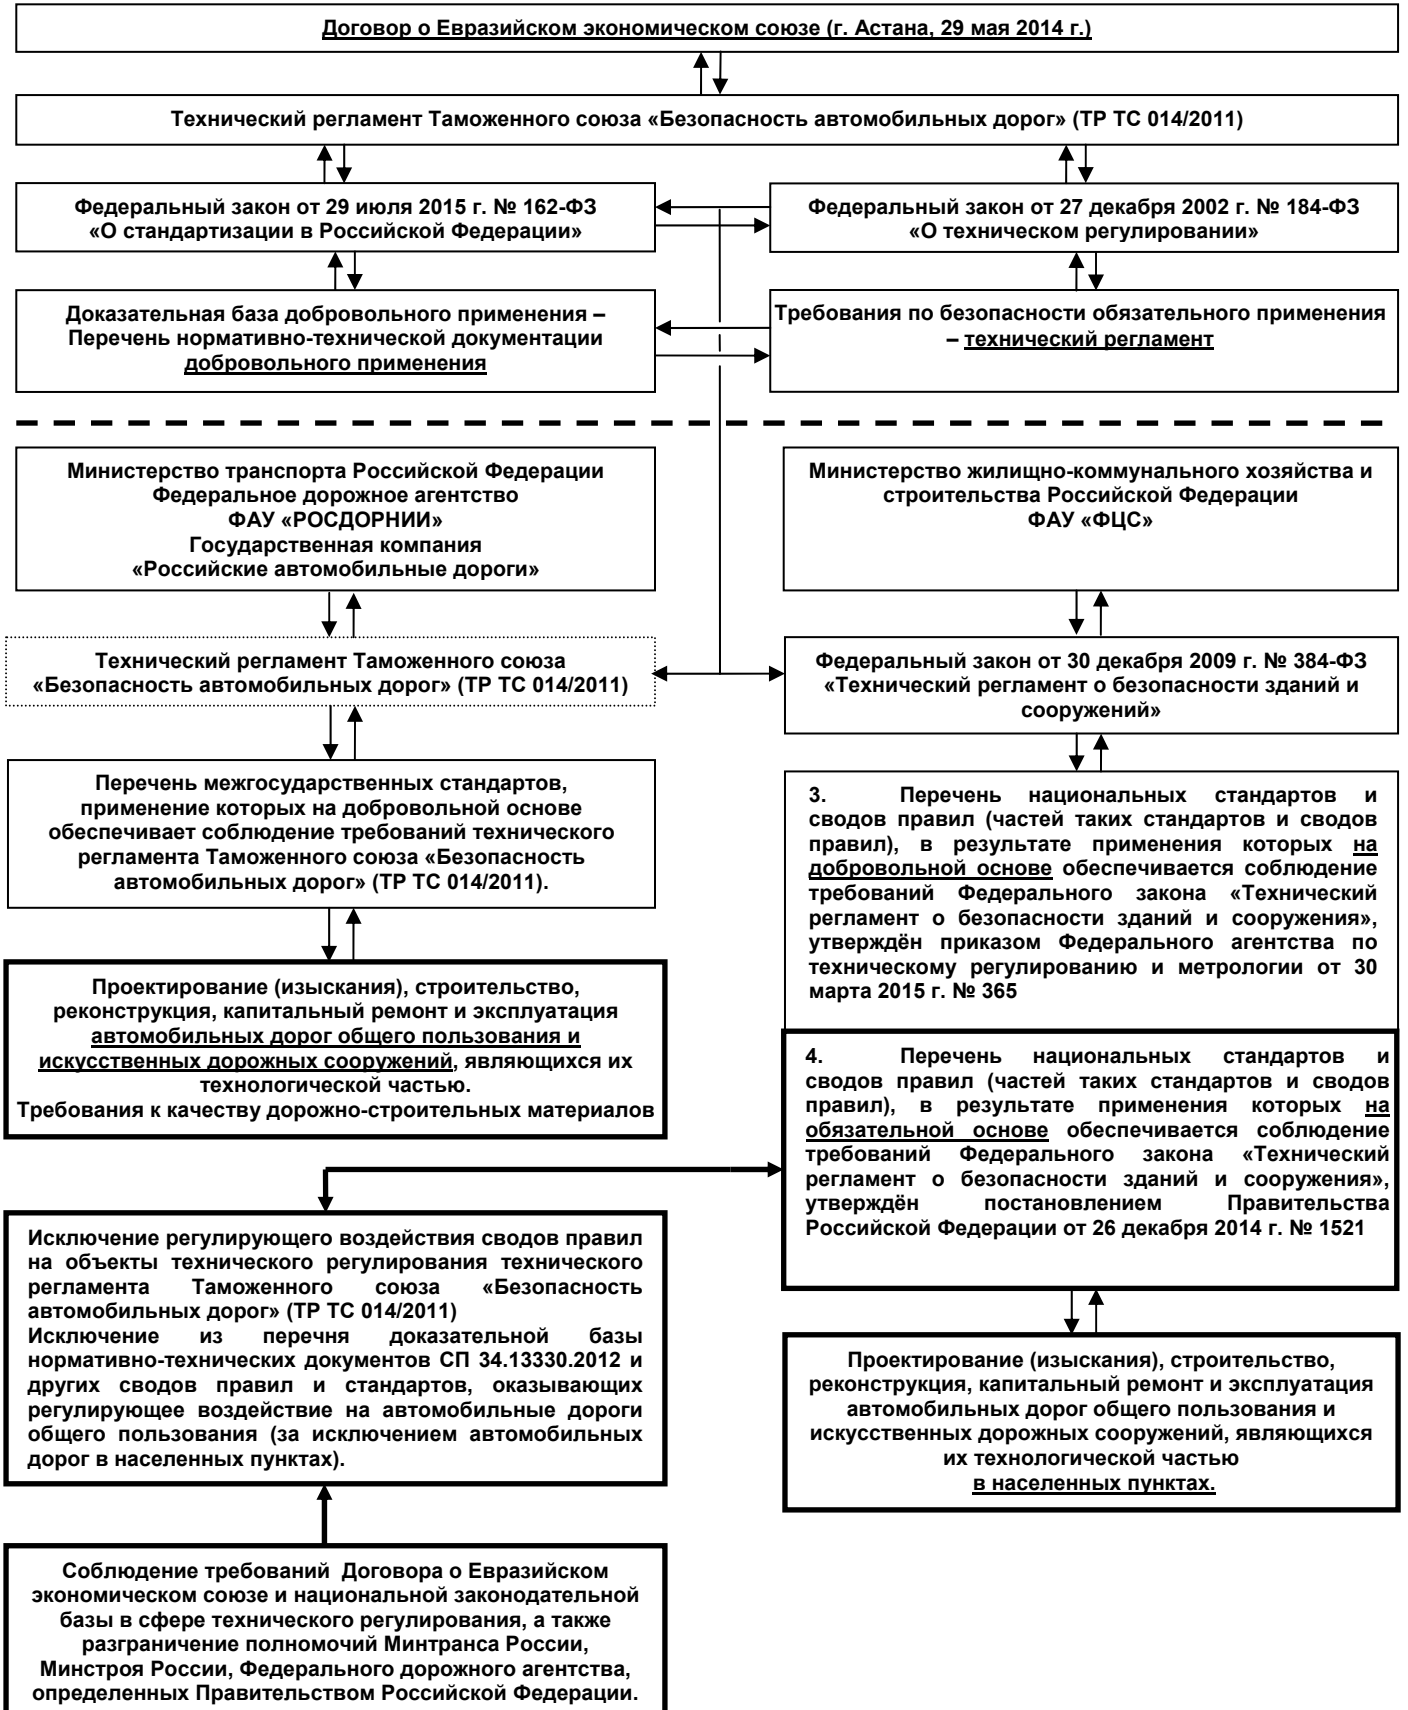 Договор о Евразийском экономическом союзе (г. Астана, 29 мая 2014 г.)
Технический регламент Таможенного союза «Безопасность автомобильных дорог» (ТР ТС 014/2011)
Федеральный закон от 29 июля 2015 г. № 162-ФЗ
«О стандартизации в Российской Федерации»
Федеральный закон от 27 декабря 2002 г. № 184-ФЗ
«О техническом регулировании»
Доказательная база добровольного применения –
Перечень нормативно-технической документации
добровольного применения
Требования по безопасности обязательного применения
– технический регламент
Министерство транспорта Российской Федерации
Федеральное дорожное агентство
ФАУ «РОСДОРНИИ»
Государственная компания
«Российские автомобильные дороги»
Министерство жилищно-коммунального хозяйства и
строительства Российской Федерации
ФАУ «ФЦС»
Технический регламент Таможенного союза
«Безопасность автомобильных дорог» (ТР ТС 014/2011)
Федеральный закон от 30 декабря 2009 г. № 384-ФЗ
«Технический регламент о безопасности зданий и
сооружений»
Перечень межгосударственных стандартов,
применение которых на добровольной основе
обеспечивает соблюдение требований технического
регламента Таможенного союза «Безопасность
автомобильных дорог» (ТР ТС 014/2011).
3. Перечень национальных стандартов и
сводов правил (частей таких стандартов и сводов
правил), в результате применения которых на
добровольной основе обеспечивается соблюдение
требований Федерального закона «Технический
регламент о безопасности зданий и сооружения»,
утверждён приказом Федерального агентства по
техническому регулированию и метрологии от 30
марта 2015 г. № 365
Проектирование (изыскания), строительство,
реконструкция, капитальный ремонт и эксплуатация
автомобильных дорог общего пользования и
искусственных дорожных сооружений, являющихся их
технологической частью.
Требования к качеству дорожно-строительных материалов
4. Перечень национальных стандартов и
сводов правил (частей таких стандартов и сводов
правил), в результате применения которых на
обязательной основе обеспечивается соблюдение
требований Федерального закона «Технический
регламент о безопасности зданий и сооружения»,
утверждён постановлением Правительства
Российской Федерации от 26 декабря 2014 г. № 1521
Исключение регулирующего воздействия сводов правил
на объекты технического регулирования технического
регламента Таможенного союза «Безопасность
автомобильных дорог» (ТР ТС 014/2011)
Исключение из перечня доказательной базы
нормативно-технических документов СП 34.13330.2012 и
других сводов правил и стандартов, оказывающих
регулирующее воздействие на автомобильные дороги
общего пользования (за исключением автомобильных
дорог в населенных пунктах).
Проектирование (изыскания), строительство,
реконструкция, капитальный ремонт и эксплуатация
автомобильных дорог общего пользования и
искусственных дорожных сооружений, являющихся
их технологической частью
в населенных пунктах.
Соблюдение требований Договора о Евразийском
экономическом союзе и национальной законодательной
базы в сфере технического регулирования, а также
разграничение полномочий Минтранса России,
Минстроя России, Федерального дорожного агентства,
определенных Правительством Российской Федерации.